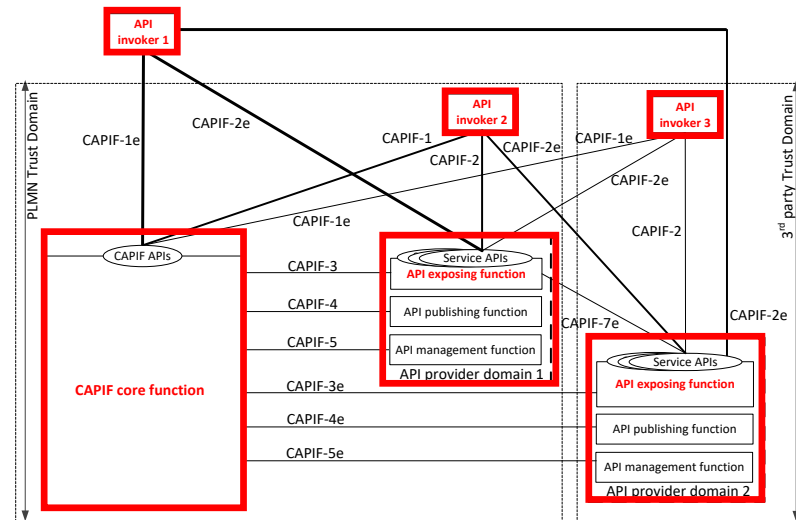 API
invoker 1
API
invoker 2
API
invoker 3
CAPIF-1e
CAPIF-2e
CAPIF-1
CAPIF-2
CAPIF-2e
CAPIF-1e
CAPIF-2e
CAPIF-1e
CAPIF-2
PLMN Trust Domain
3rd party Trust Domain
CAPIF APIs
Service APIs
CAPIF-3
API exposing function
CAPIF-4
API publishing function
CAPIF-7e
CAPIF-2e
CAPIF-5
API management function
API provider domain 1
Service APIs
CAPIF core function
CAPIF-3e
API exposing function
CAPIF-4e
API publishing function
CAPIF-5e
API management function
API provider domain 2